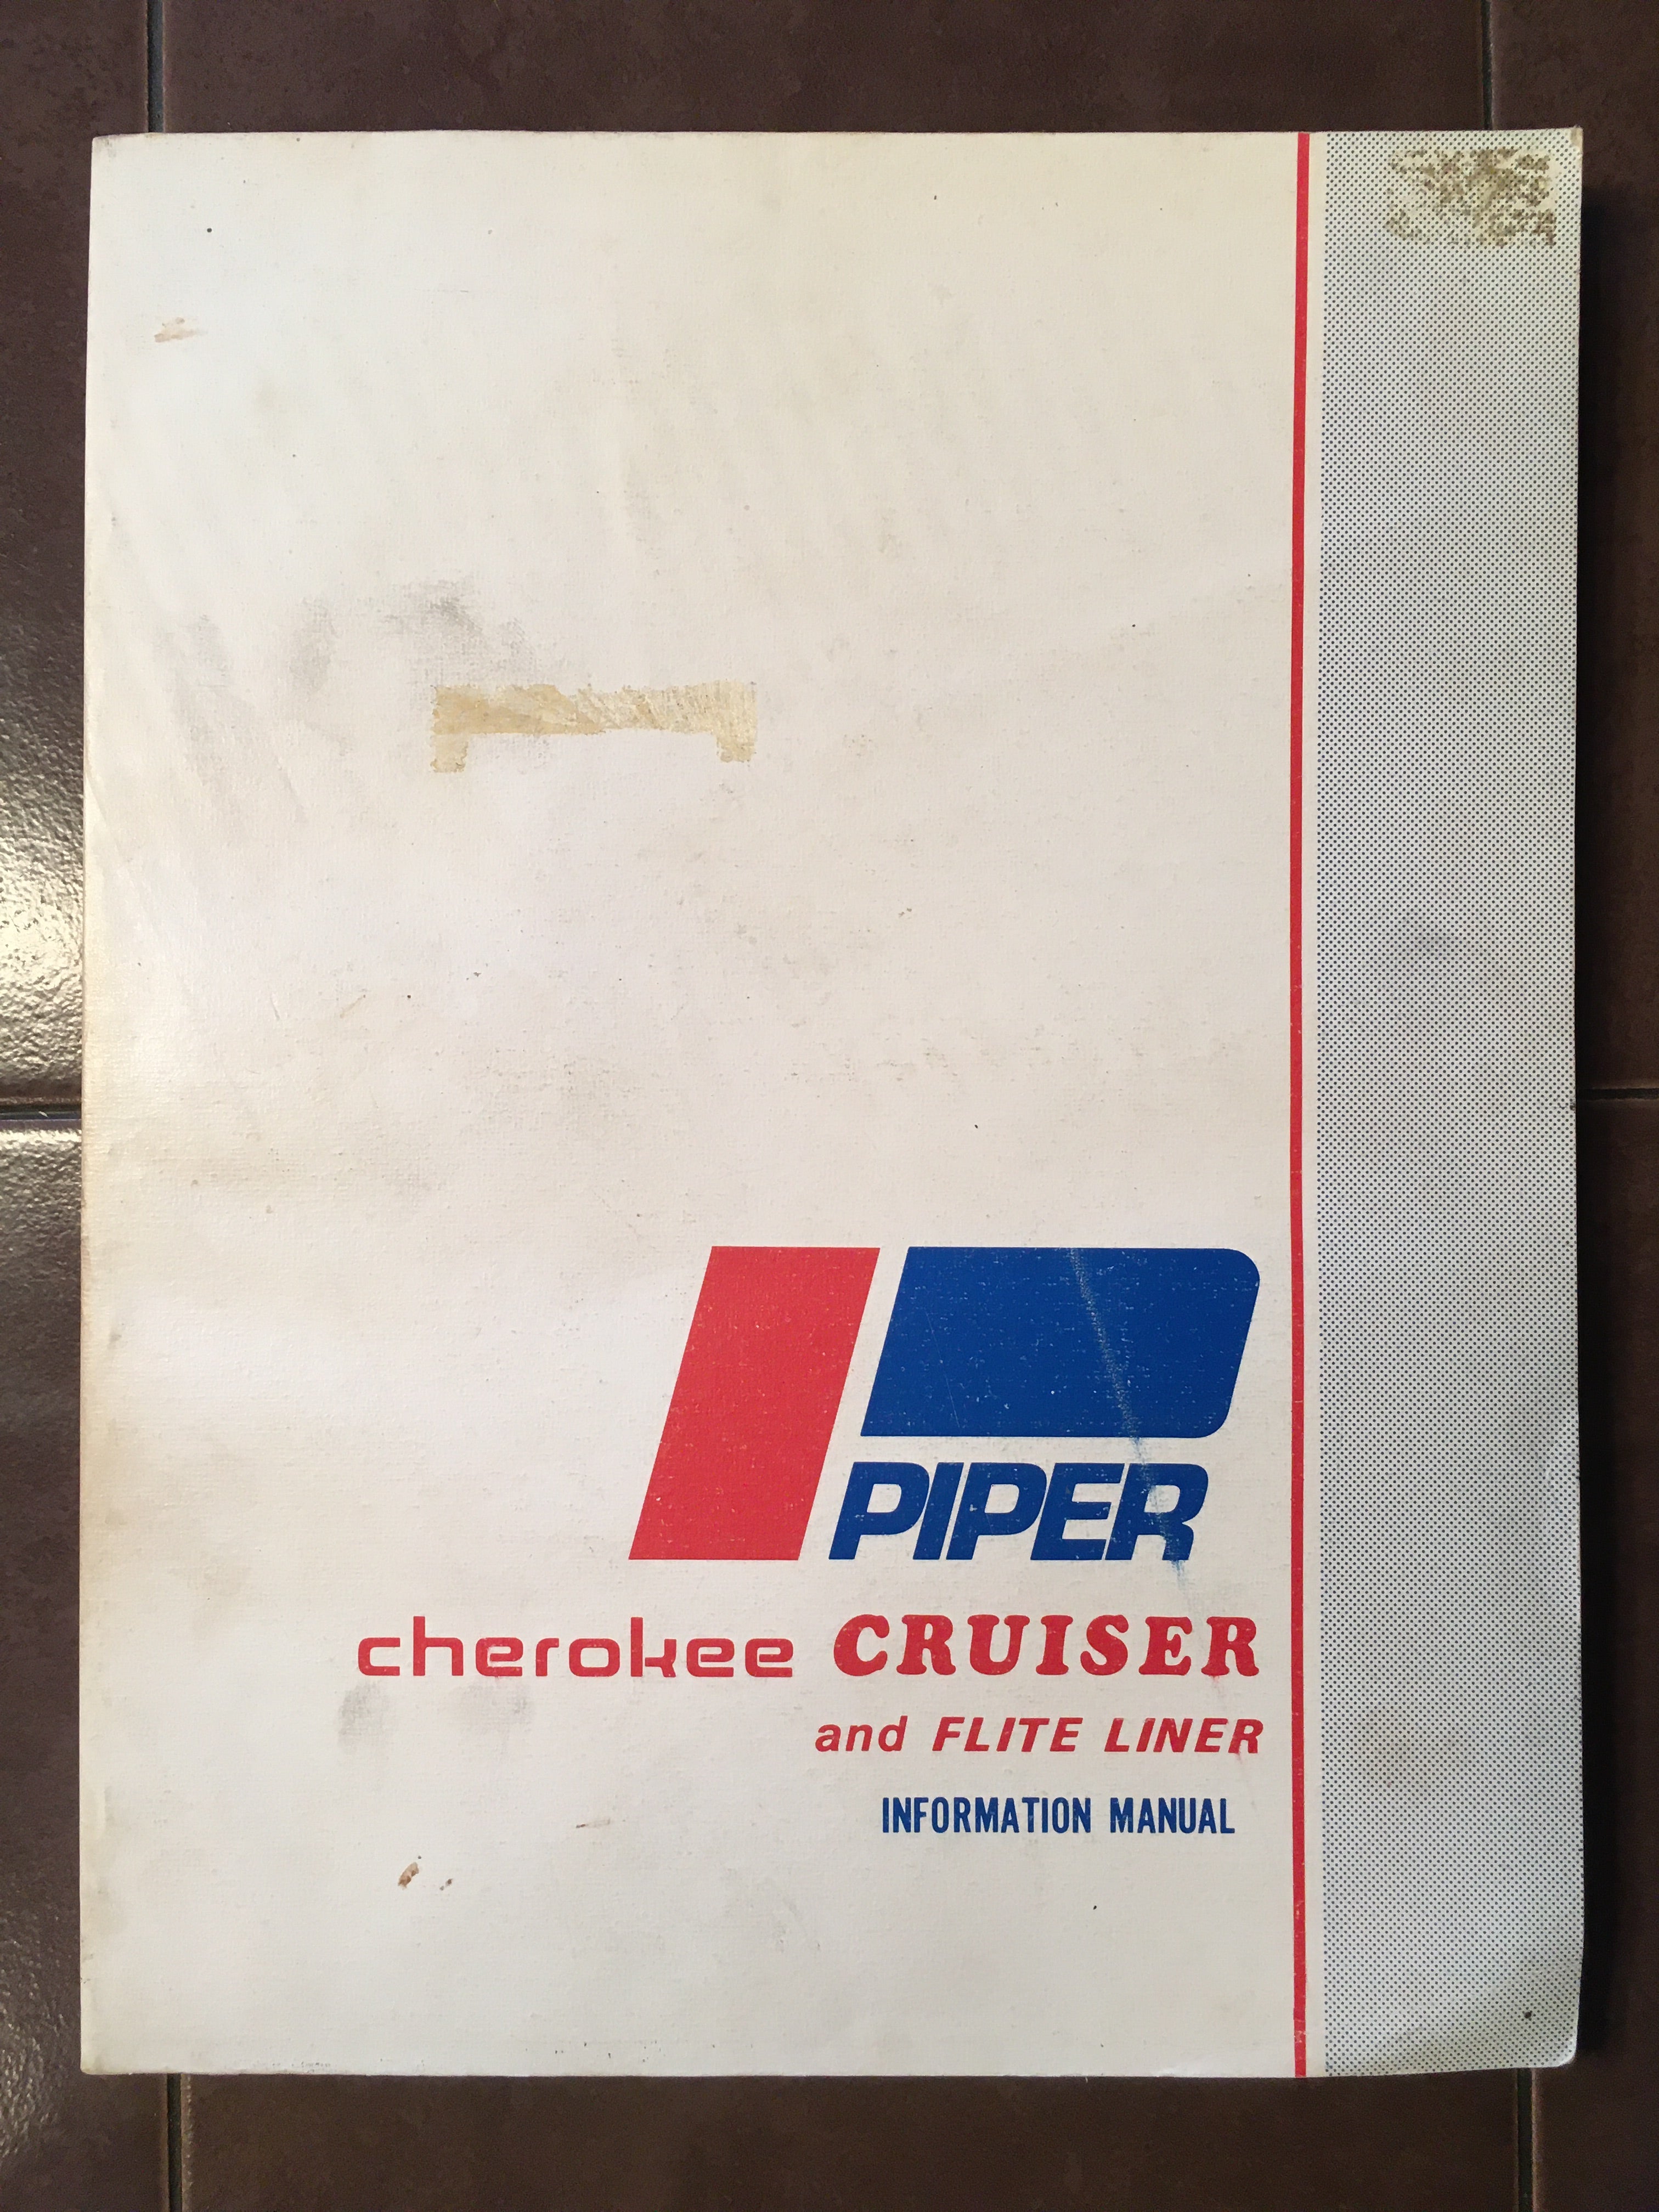 PIPER
cherokee CRUISER
and FLITE LINER
INFORMATION MANUAL